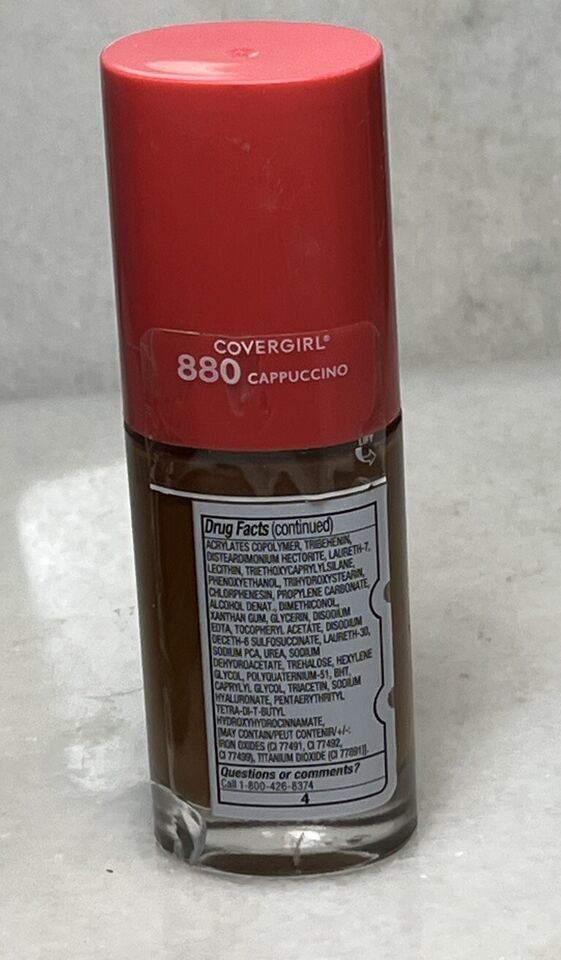 COVERGIRL®
880 CAPPUCCINO
LIFT
Drug Facts (continued)
ACRYLATES COPOLYMER, TRIBEHENIN,
DISTEARDIMONIUM HECTORITE, LAURETH-7,
LECITHIN, TRIETHOXYCAPRYLYLSILANE,
PHENOXYETHANOL, TRIHYDROXYSTEARIN,
CHLORPHENESIN, PROPYLENE CARBONATE,
ALCOHOL DENAT., DIMETHICONOL,
XANTHAN GUM, GLYCERIN, DISODIUM
EDTA, TOCOPHERYL ACETATE, DISODIUM
DECETH-6 SULFOSUCCINATE, LAURETH-30,
SODIUM PCA, UREA, SODIUM
DEHYDROACETATE, TREHALOSE, HEXYLENE
GLYCOL, POLYQUATERNIUM-51, BHT,
CAPRYLYL GLYCOL, TRIACETIN, SODIUM
HYALURONATE, PENTAERYTHRITYL
TETRA-DI-T-BUTYL
HYDROXYHYDROCINNAMATE,
[MAY CONTAIN/PEUT CONTENIR/+/-:
IRON OXIDES (CI 77491, CI 77492,
CI 77499), TITANIUM DIOXIDE (CI 77891)].
Questions or comments?
Call 1-800-426-8374
4